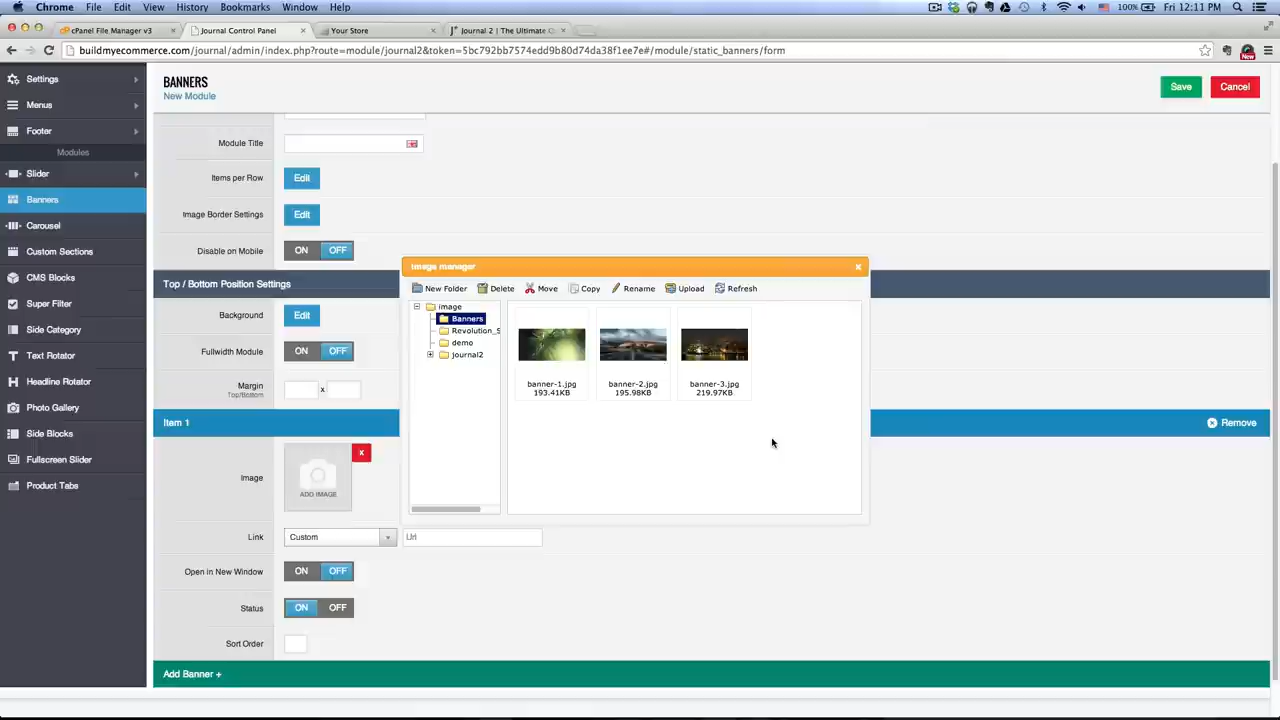 Chrome File Edit View History Bookmarks Window Help 100% Fri 12:11 PM
cPanel File Manager v3 Journal Control Panel Your Store Journal 2 | The Ultimate O
buildmyecommerce.com/journal/admin/index.php?route=module/journal2&token=5bc792bb7574edd9b80d74da38f1ee7e#/module/static_banners/form
New
Settings
Menus
Footer
Modules
Slider
Banners
Carousel
Custom Sections
CMS Blocks
Super Filter
Side Category
Text Rotator
Headline Rotator
Photo Gallery
Side Blocks
Fullscreen Slider
Product Tabs
BANNERS
New Module
Save Cancel
Module Title
Items per Row Edit
Image Border Settings Edit
Disable on Mobile ON OFF
Top / Bottom Position Settings
Background Edit
Fullwidth Module ON OFF
Margin x
Top/Bottom
Item 1 Remove
Image ADD IMAGE x
Link Custom Url
Open in New Window ON OFF
Status ON OFF
Sort Order
Add Banner +
Image manager x
New Folder Delete Move Copy Rename Upload Refresh
image
Banners
Revolution_S
demo
journal2
banner-1.jpg banner-2.jpg banner-3.jpg
193.41KB 195.98KB 219.97KB